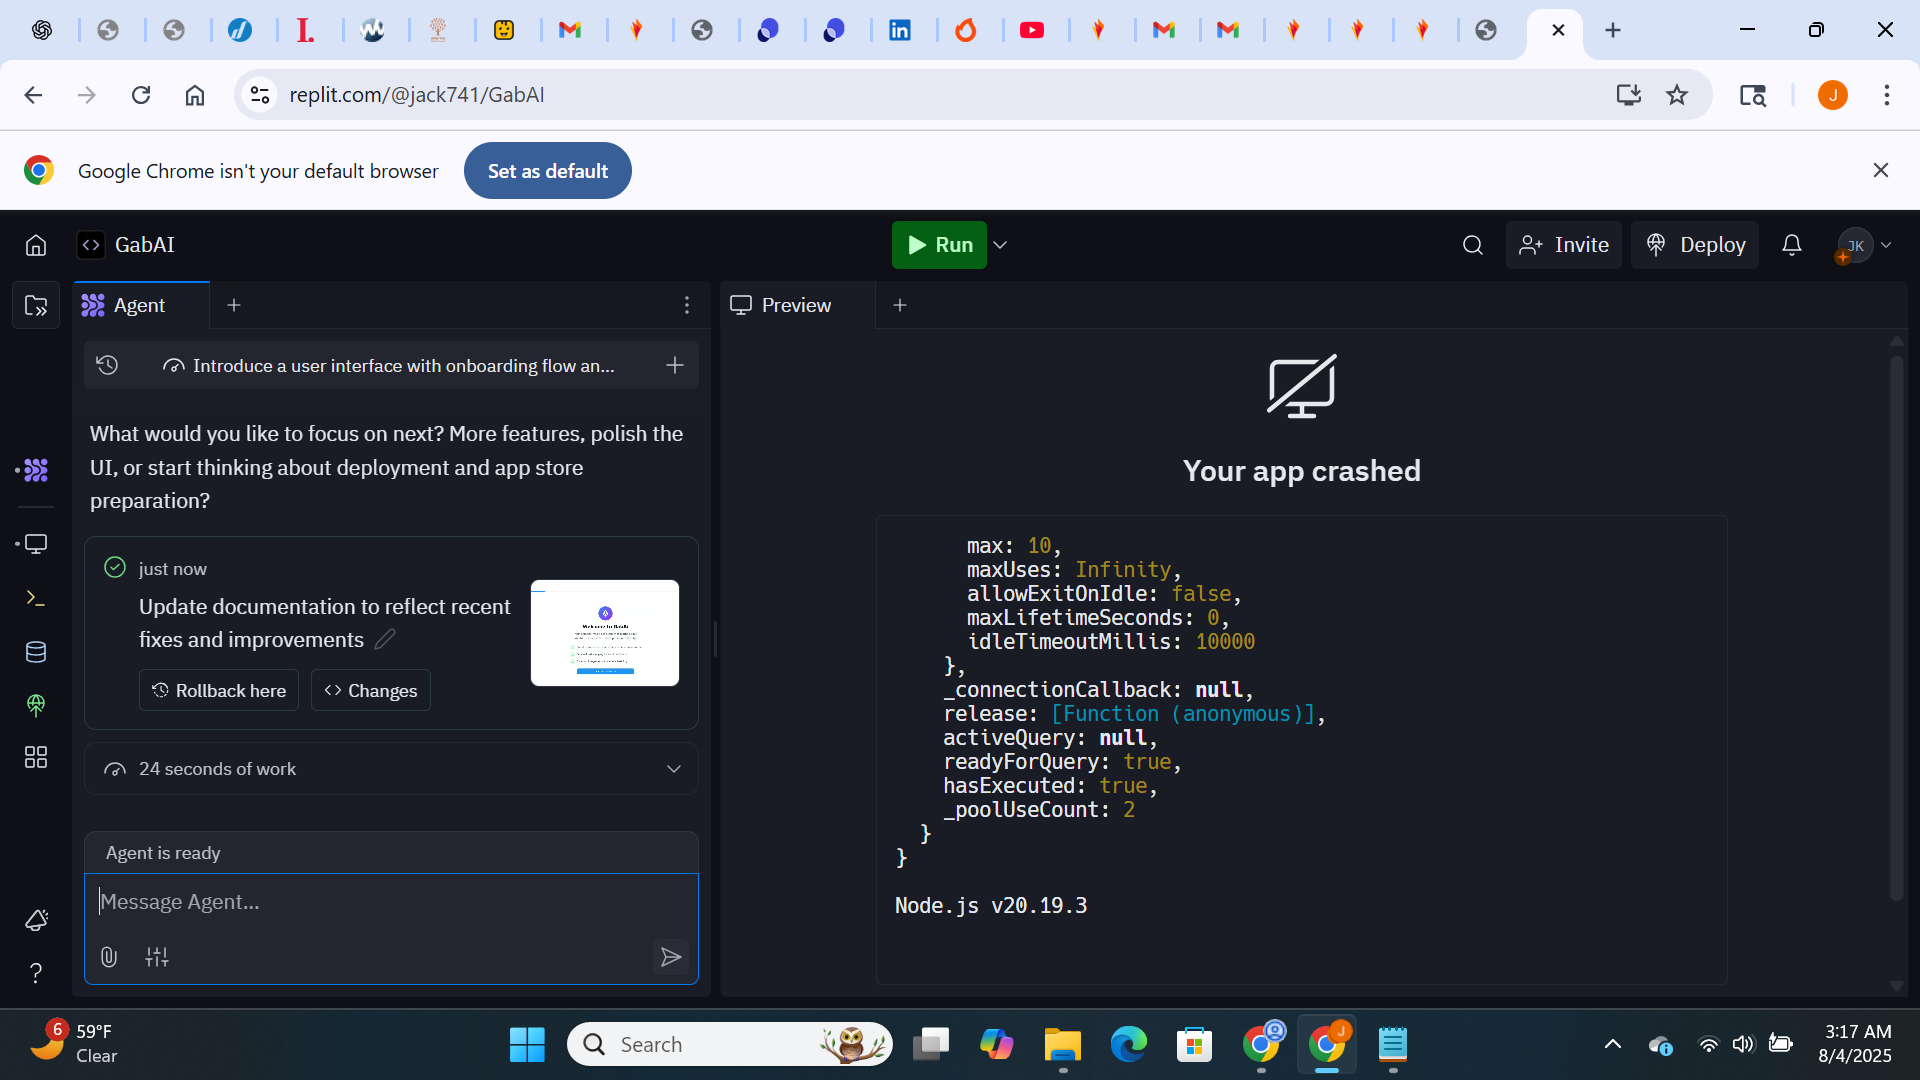 replit.com/@jack741/GabAI
J
Google Chrome isn't your default browser
Set as default
GabAI
Run
Invite
Deploy
JK
Agent
Preview
Introduce a user interface with onboarding flow an...
What would you like to focus on next? More features, polish the
UI, or start thinking about deployment and app store
preparation?
just now
Update documentation to reflect recent
fixes and improvements
Rollback here
Changes
Welcome to GabAI
24 seconds of work
Agent is ready
Message Agent...
Your app crashed
max: 10,
maxUses: Infinity,
allowExitOnIdle: false,
maxLifetimeSeconds: 0,
idleTimeoutMillis: 10000
},
_connectionCallback: null,
release: [Function (anonymous)],
activeQuery: null,
readyForQuery: true,
hasExecuted: true,
_poolUseCount: 2
}
}
Node.js v20.19.3
6
59°F
Clear
Search
J
3:17 AM
8/4/2025